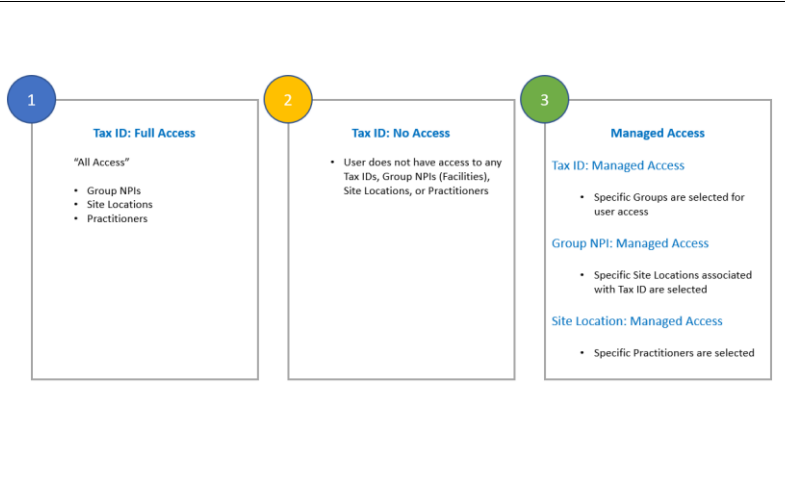 1
Tax ID: Full Access
"All Access"
• Group NPIs
• Site Locations
• Practitioners
2
Tax ID: No Access
• User does not have access to any
Tax IDs, Group NPIs (Facilities),
Site Locations, or Practitioners
3
Managed Access
Tax ID: Managed Access
• Specific Groups are selected for
user access
Group NPI: Managed Access
• Specific Site Locations associated
with Tax ID are selected
Site Location: Managed Access
• Specific Practitioners are selected